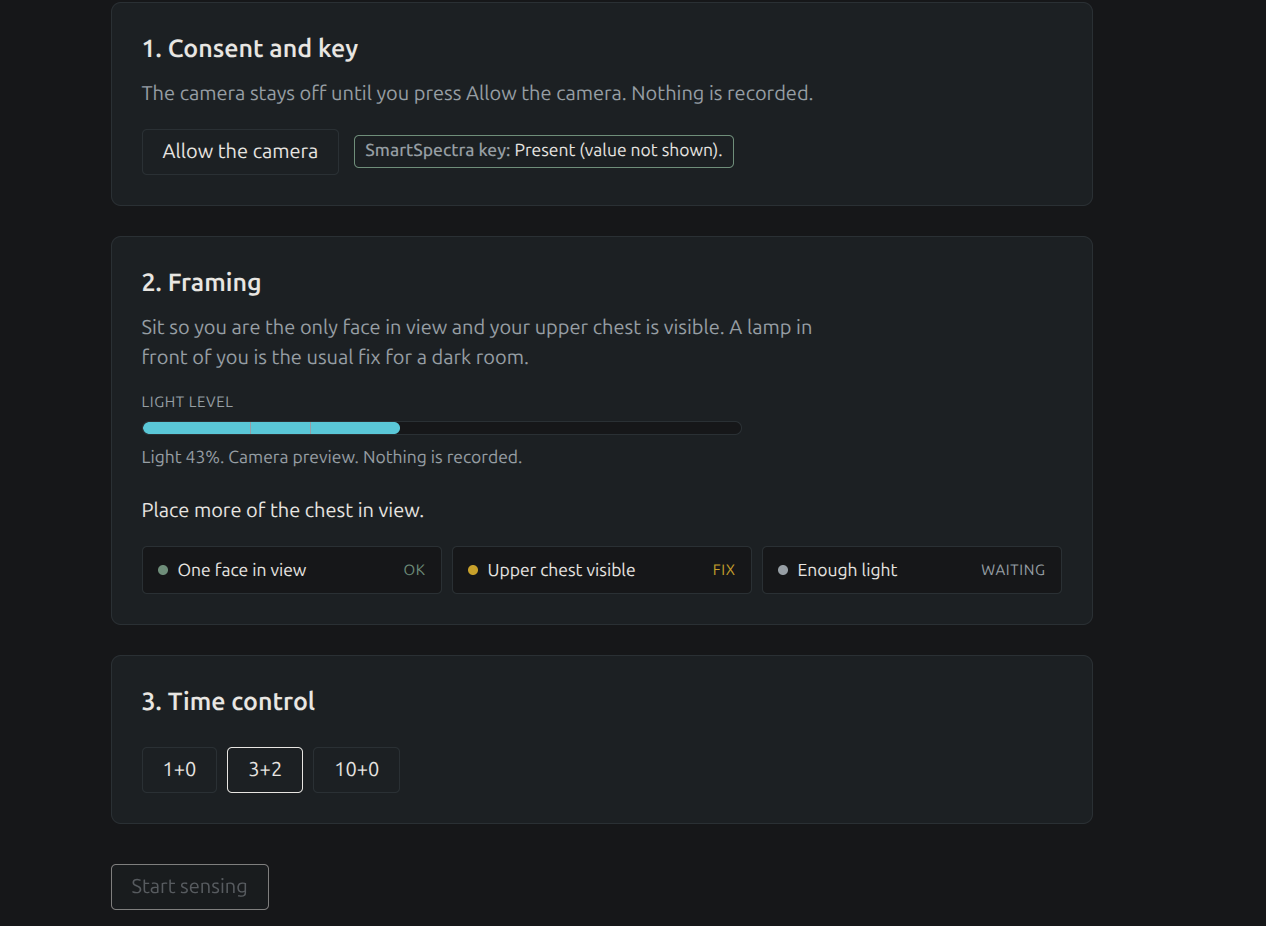 1. Consent and key
The camera stays off until you press Allow the camera. Nothing is recorded.
Allow the camera
SmartSpectra key: Present (value not shown).
2. Framing
Sit so you are the only face in view and your upper chest is visible. A lamp in
front of you is the usual fix for a dark room.
LIGHT LEVEL
Light 43%. Camera preview. Nothing is recorded.
Place more of the chest in view.
One face in view OK
Upper chest visible FIX
Enough light WAITING
3. Time control
1+0
3+2
10+0
Start sensing